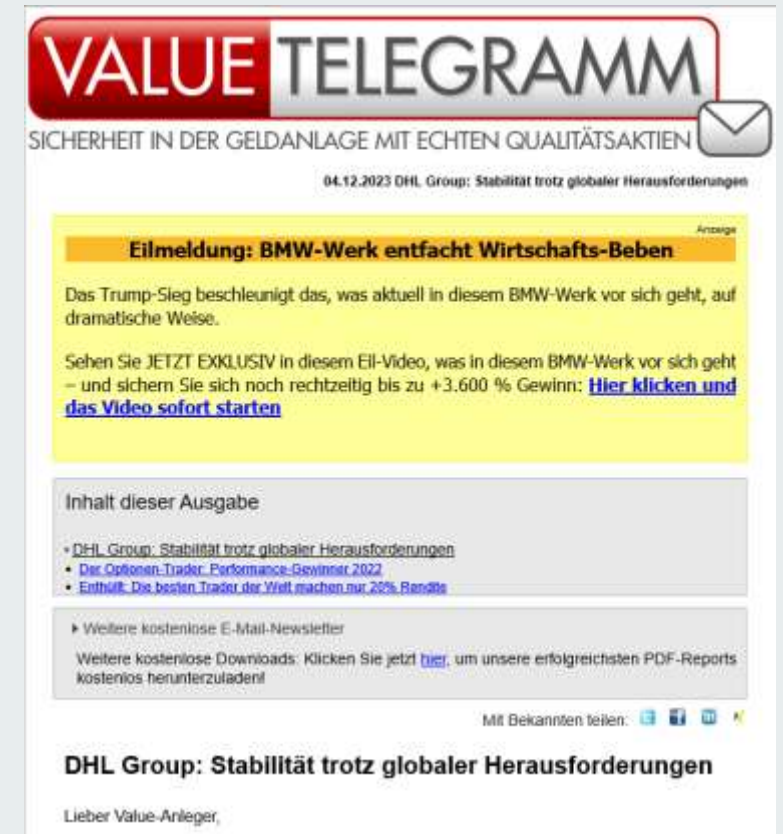 VALUE TELEGRAMM
SICHERHEIT IN DER GELDANLAGE MIT ECHTEN QUALITÄTSAKTIEN
04.12.2023 DHL Group: Stabilität trotz globaler Herausforderungen
Anzeige
Eilmeldung: BMW-Werk entfacht Wirtschafts-Beben
Das Trump-Sieg beschleunigt das, was aktuell in diesem BMW-Werk vor sich geht, auf
dramatische Weise.
Sehen Sie JETZT EXKLUSIV in diesem Eil-Video, was in diesem BMW-Werk vor sich geht
– und sichern Sie sich noch rechtzeitig bis zu +3.600 % Gewinn: Hier klicken und
das Video sofort starten
Inhalt dieser Ausgabe
• DHL Group: Stabilität trotz globaler Herausforderungen
• Der Optionen-Trader: Performance-Gewinner 2022
• Enthüllt: Die besten Trader der Welt machen nur 20% Rendite
Weitere kostenlose E-Mail-Newsletter
Weitere kostenlose Downloads: Klicken Sie jetzt hier, um unsere erfolgreichsten PDF-Reports
kostenlos herunterzuladen!
Mit Bekannten teilen:
DHL Group: Stabilität trotz globaler Herausforderungen
Lieber Value-Anleger,